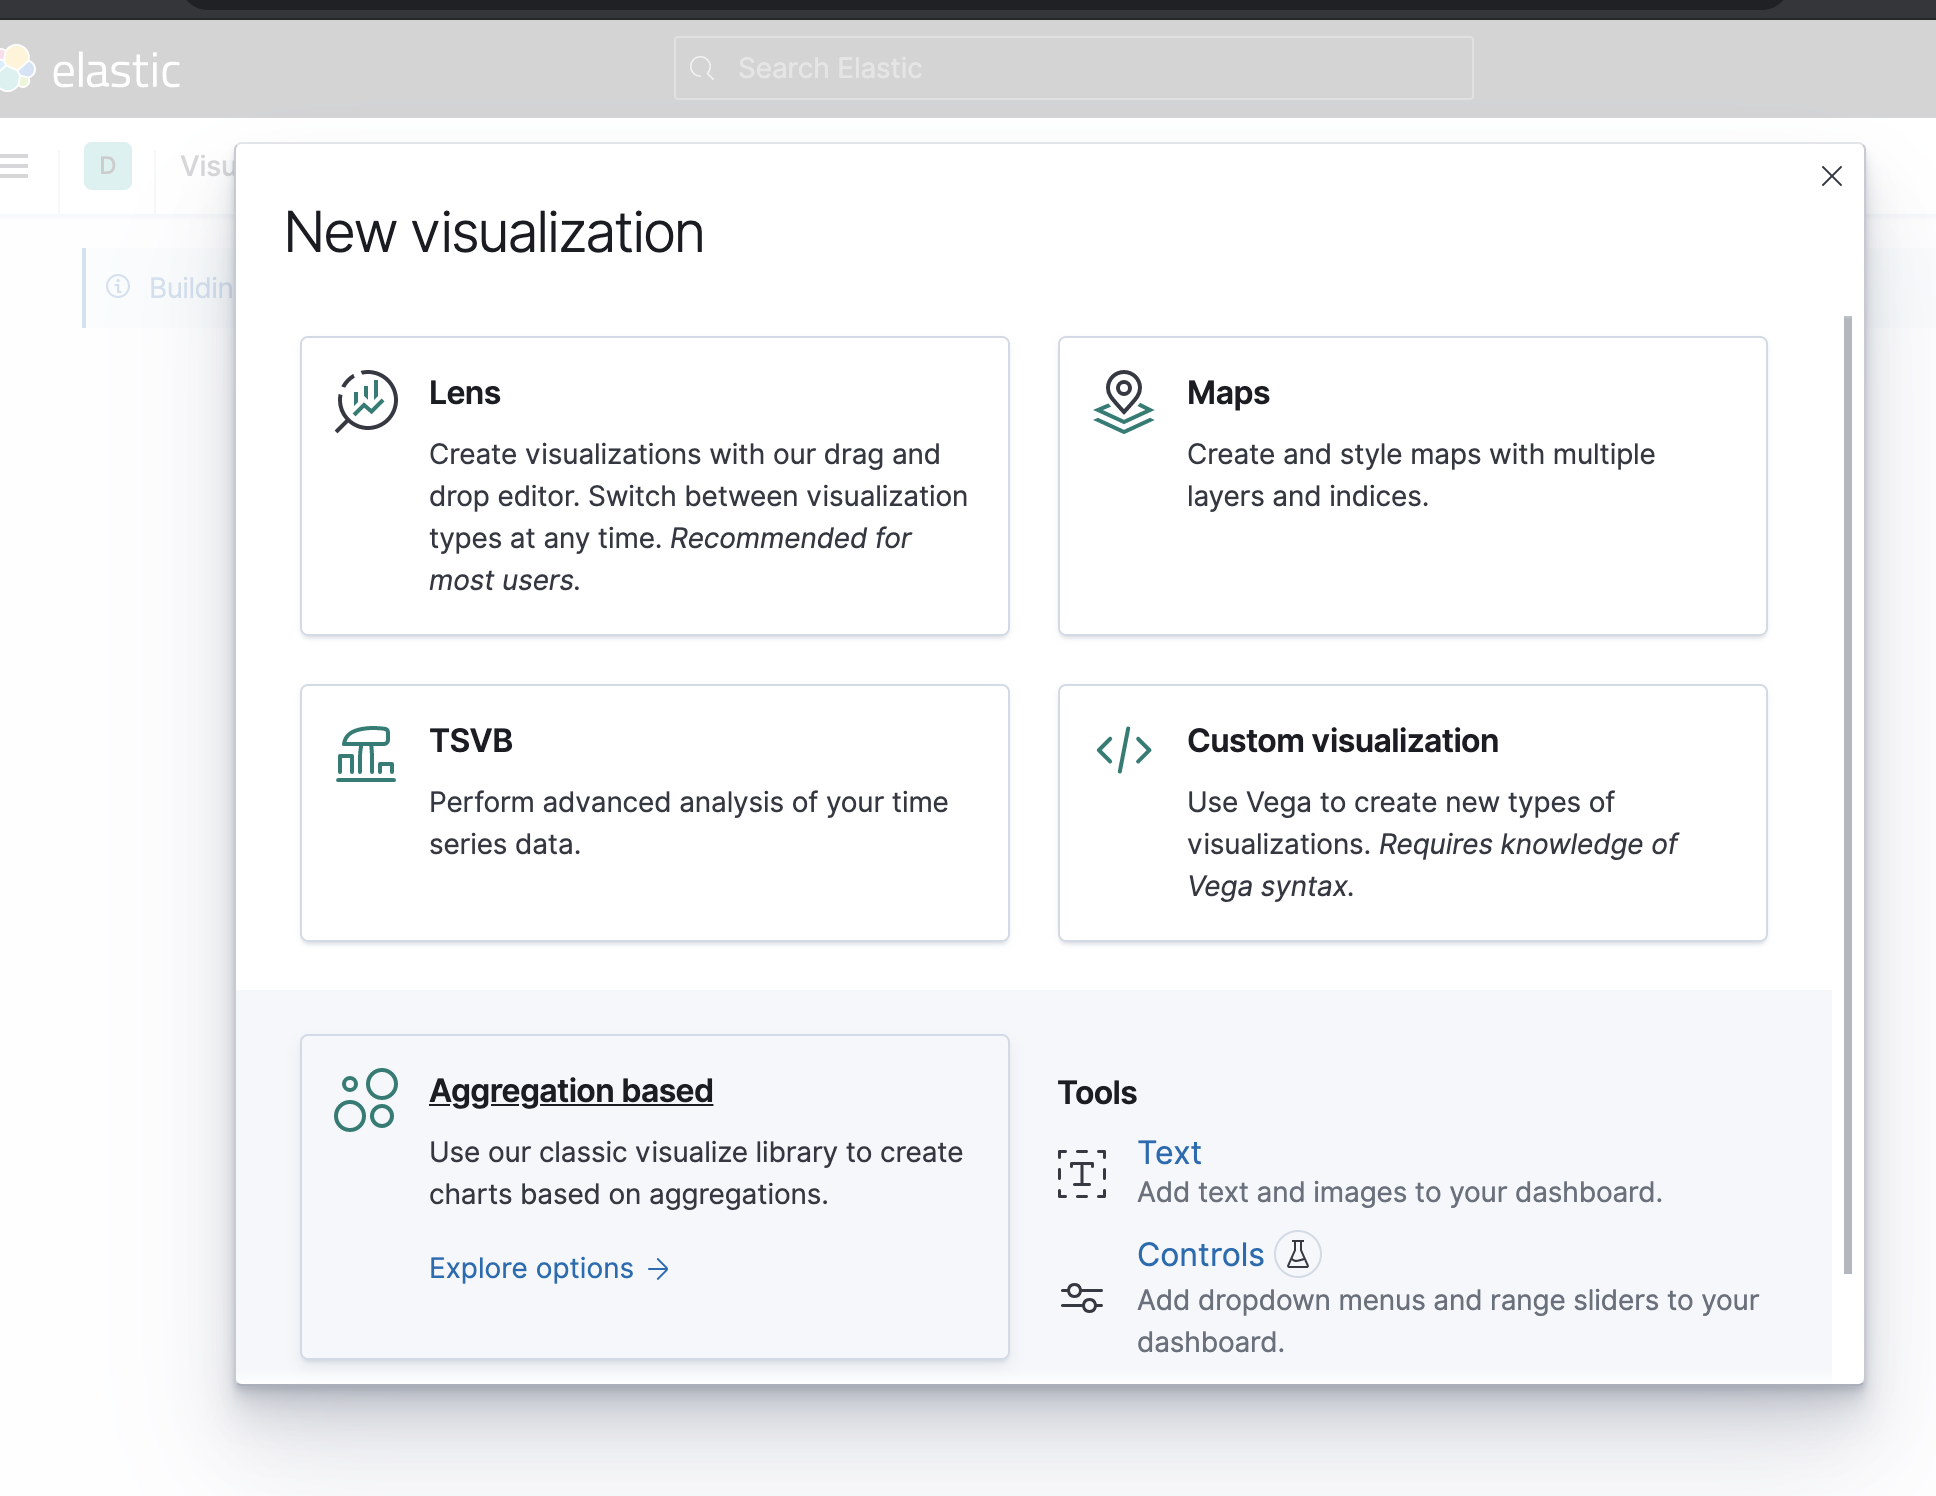 elastic
Search Elastic
D
Visu
Buildin
New visualization
Lens
Create visualizations with our drag and
drop editor. Switch between visualization
types at any time. Recommended for
most users.
Maps
Create and style maps with multiple
layers and indices.
TSVB
Perform advanced analysis of your time
series data.
Custom visualization
Use Vega to create new types of
visualizations. Requires knowledge of
Vega syntax.
Aggregation based
Use our classic visualize library to create
charts based on aggregations.
Explore options →
Tools
Text
Add text and images to your dashboard.
Controls
Add dropdown menus and range sliders to your
dashboard.